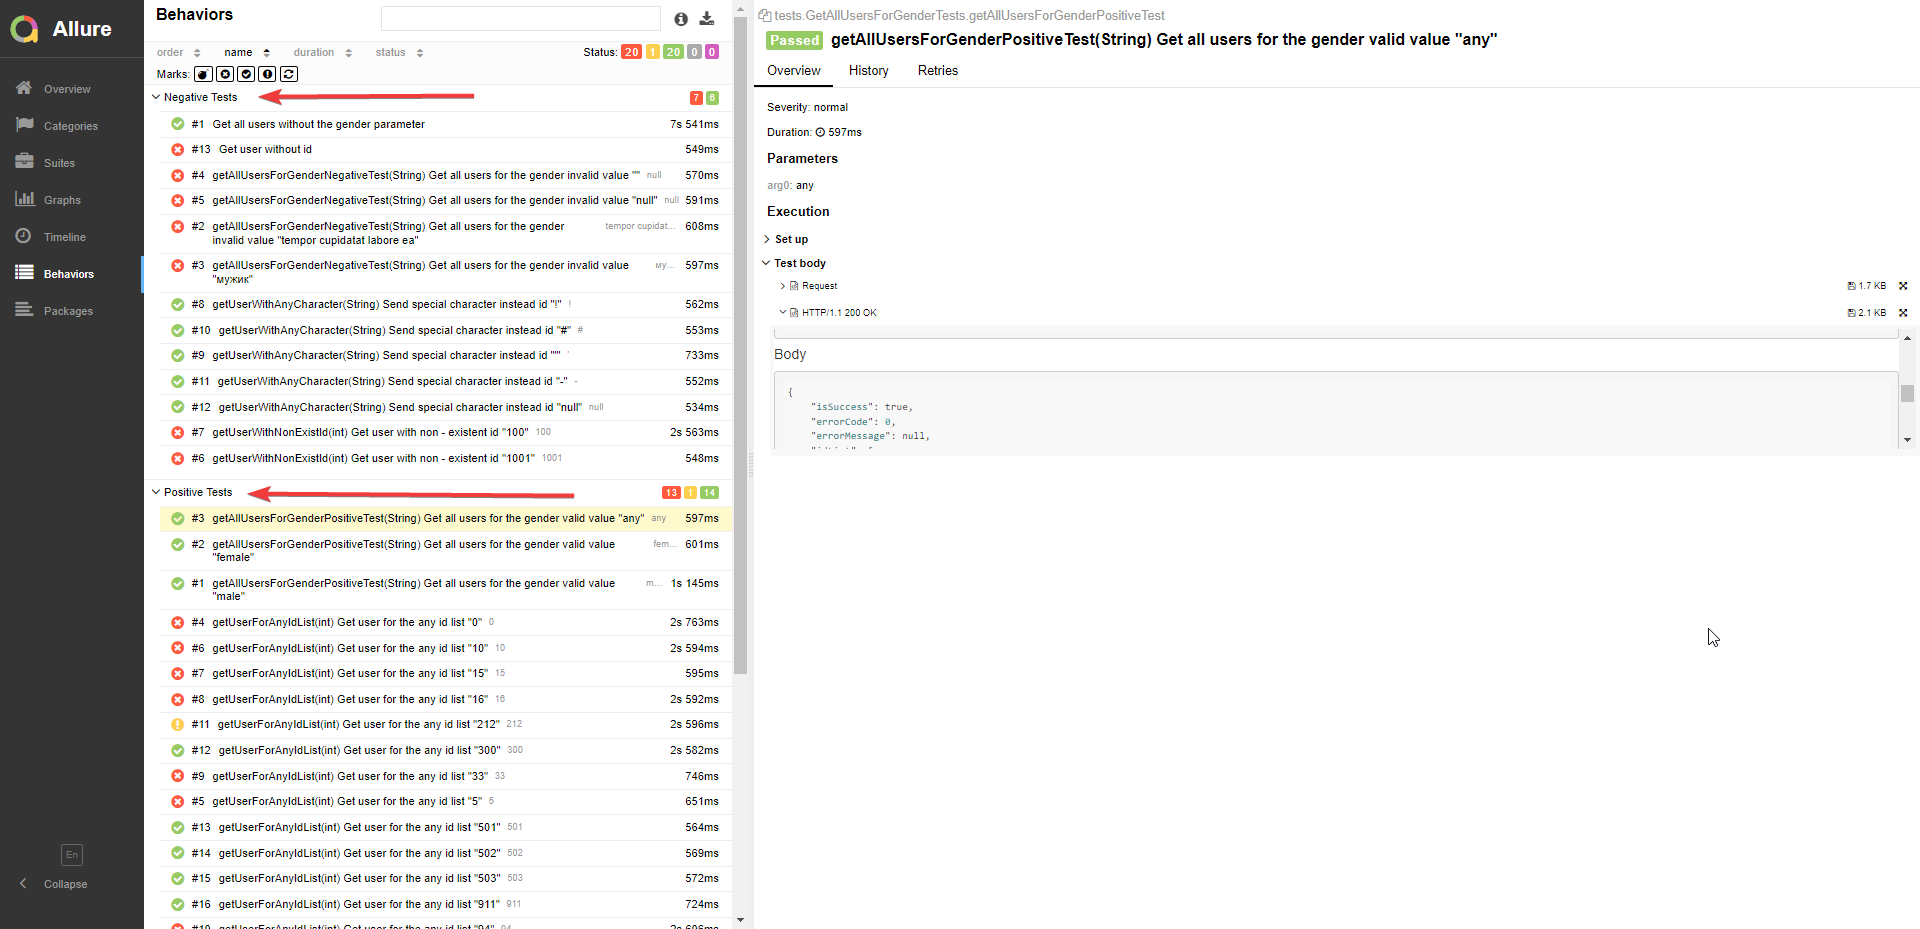 Allure
Overview
Categories
Suites
Graphs
Timeline
Behaviors
Packages
En
Collapse
Behaviors
order name duration status Status: 20 1 20 0 0
Marks:
Negative Tests 7 6
#1 Get all users without the gender parameter 7s 541ms
#13 Get user without id 549ms
#4 getAllUsersForGenderNegativeTest(String) Get all users for the gender invalid value "" null 570ms
#5 getAllUsersForGenderNegativeTest(String) Get all users for the gender invalid value "null" null 591ms
#2 getAllUsersForGenderNegativeTest(String) Get all users for the gender tempor cupidat... 608ms
invalid value "tempor cupidatat labore ea"
#3 getAllUsersForGenderNegativeTest(String) Get all users for the gender invalid value му... 597ms
"мужик"
#8 getUserWithAnyCharacter(String) Send special character instead id "!" ! 562ms
#10 getUserWithAnyCharacter(String) Send special character instead id "#" # 553ms
#9 getUserWithAnyCharacter(String) Send special character instead id "'" ' 733ms
#11 getUserWithAnyCharacter(String) Send special character instead id "-" - 552ms
#12 getUserWithAnyCharacter(String) Send special character instead id "null" null 534ms
#7 getUserWithNonExistId(int) Get user with non - existent id "100" 100 2s 563ms
#6 getUserWithNonExistId(int) Get user with non - existent id "1001" 1001 548ms
Positive Tests 13 1 14
#3 getAllUsersForGenderPositiveTest(String) Get all users for the gender valid value "any" any 597ms
#2 getAllUsersForGenderPositiveTest(String) Get all users for the gender valid value fem... 601ms
"female"
#1 getAllUsersForGenderPositiveTest(String) Get all users for the gender valid value m... 1s 145ms
"male"
#4 getUserForAnyIdList(int) Get user for the any id list "0" 0 2s 763ms
#6 getUserForAnyIdList(int) Get user for the any id list "10" 10 2s 594ms
#7 getUserForAnyIdList(int) Get user for the any id list "15" 15 595ms
#8 getUserForAnyIdList(int) Get user for the any id list "16" 16 2s 592ms
#11 getUserForAnyIdList(int) Get user for the any id list "212" 212 2s 596ms
#12 getUserForAnyIdList(int) Get user for the any id list "300" 300 2s 582ms
#9 getUserForAnyIdList(int) Get user for the any id list "33" 33 746ms
#5 getUserForAnyIdList(int) Get user for the any id list "5" 5 651ms
#13 getUserForAnyIdList(int) Get user for the any id list "501" 501 564ms
#14 getUserForAnyIdList(int) Get user for the any id list "502" 502 569ms
#15 getUserForAnyIdList(int) Get user for the any id list "503" 503 572ms
#16 getUserForAnyIdList(int) Get user for the any id list "911" 911 724ms
#10 getUserForAnyIdList(int) Get user for the any id list "94" 94
tests.GetAllUsersForGenderTests.getAllUsersForGenderPositiveTest
Passed getAllUsersForGenderPositiveTest(String) Get all users for the gender valid value "any"
Overview History Retries
Severity: normal
Duration: 597ms
Parameters
arg0: any
Execution
Set up
Test body
Request 1.7 KB
HTTP/1.1 200 OK 2.1 KB
Body
{
"isSuccess": true,
"errorCode": 0,
"errorMessage": null,